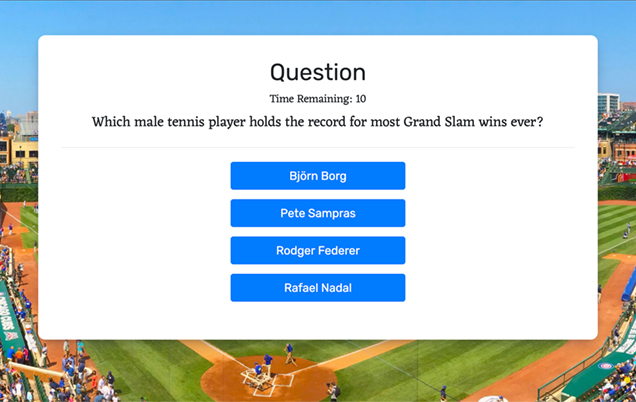 Question
Time Remaining: 10
Which male tennis player holds the record for most Grand Slam wins ever?
Björn Borg
Pete Sampras
Rodger Federer
Rafael Nadal